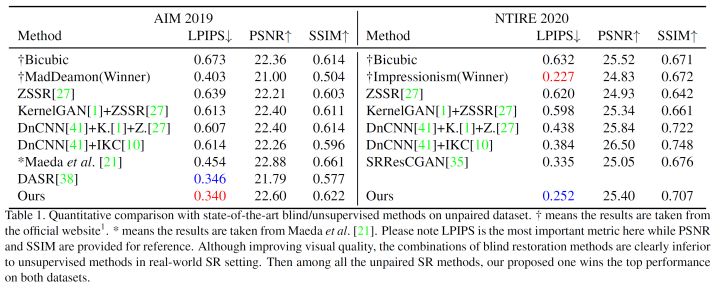 AIM 2019 NTIRE 2020
Method LPIPS↓ PSNR↑ SSIM↑ Method LPIPS↓ PSNR↑ SSIM↑
†Bicubic 0.673 22.36 0.614 †Bicubic 0.632 25.52 0.671
†MadDeamon(Winner) 0.403 21.00 0.504 †Impressionism(Winner) 0.227 24.83 0.672
ZSSR[27] 0.639 22.21 0.603 ZSSR[27] 0.620 24.93 0.642
KernelGAN[1]+ZSSR[27] 0.613 22.40 0.611 KernelGAN[1]+ZSSR[27] 0.598 25.34 0.661
DnCNN[41]+K.[1]+Z.[27] 0.607 22.40 0.614 DnCNN[41]+K.[1]+Z.[27] 0.438 25.84 0.722
DnCNN[41]+IKC[10] 0.614 22.26 0.596 DnCNN[41]+IKC[10] 0.384 26.50 0.748
*Maeda et al. [21] 0.454 22.88 0.661 SRResCGAN[35] 0.335 25.05 0.676
DASR[38] 0.346 21.79 0.577
Ours 0.340 22.60 0.622 Ours 0.252 25.40 0.707
Table 1. Quantitative comparison with state-of-the-art blind/unsupervised methods on unpaired dataset. † means the results are taken from
the official website¹. * means the results are taken from Maeda et al. [21]. Please note LPIPS is the most important metric here while PSNR
and SSIM are provided for reference. Although improving visual quality, the combinations of blind restoration methods are clearly inferior
to unsupervised methods in real-world SR setting. Then among all the unpaired SR methods, our proposed one wins the top performance
on both datasets.